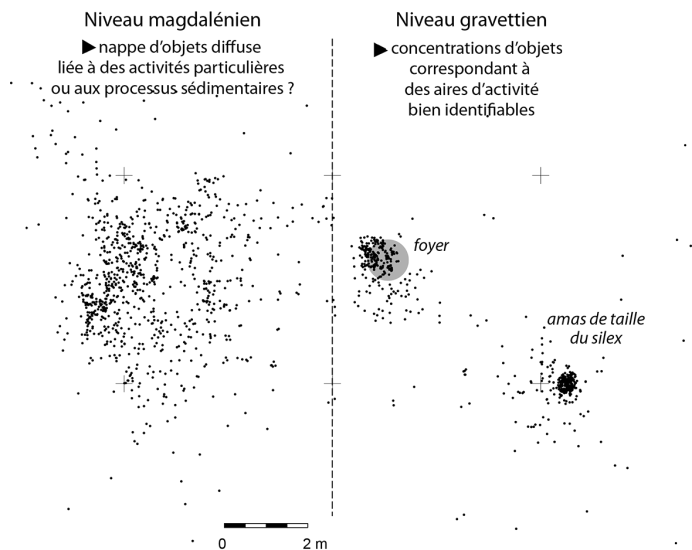 Niveau magdalénien
▶ nappe d'objets diffuse
liée à des activités particulières
ou aux processus sédimentaires ?
Niveau gravettien
▶ concentrations d'objets
correspondant à
des aires d'activité
bien identifiables
foyer
amas de taille
du silex
0 2 m